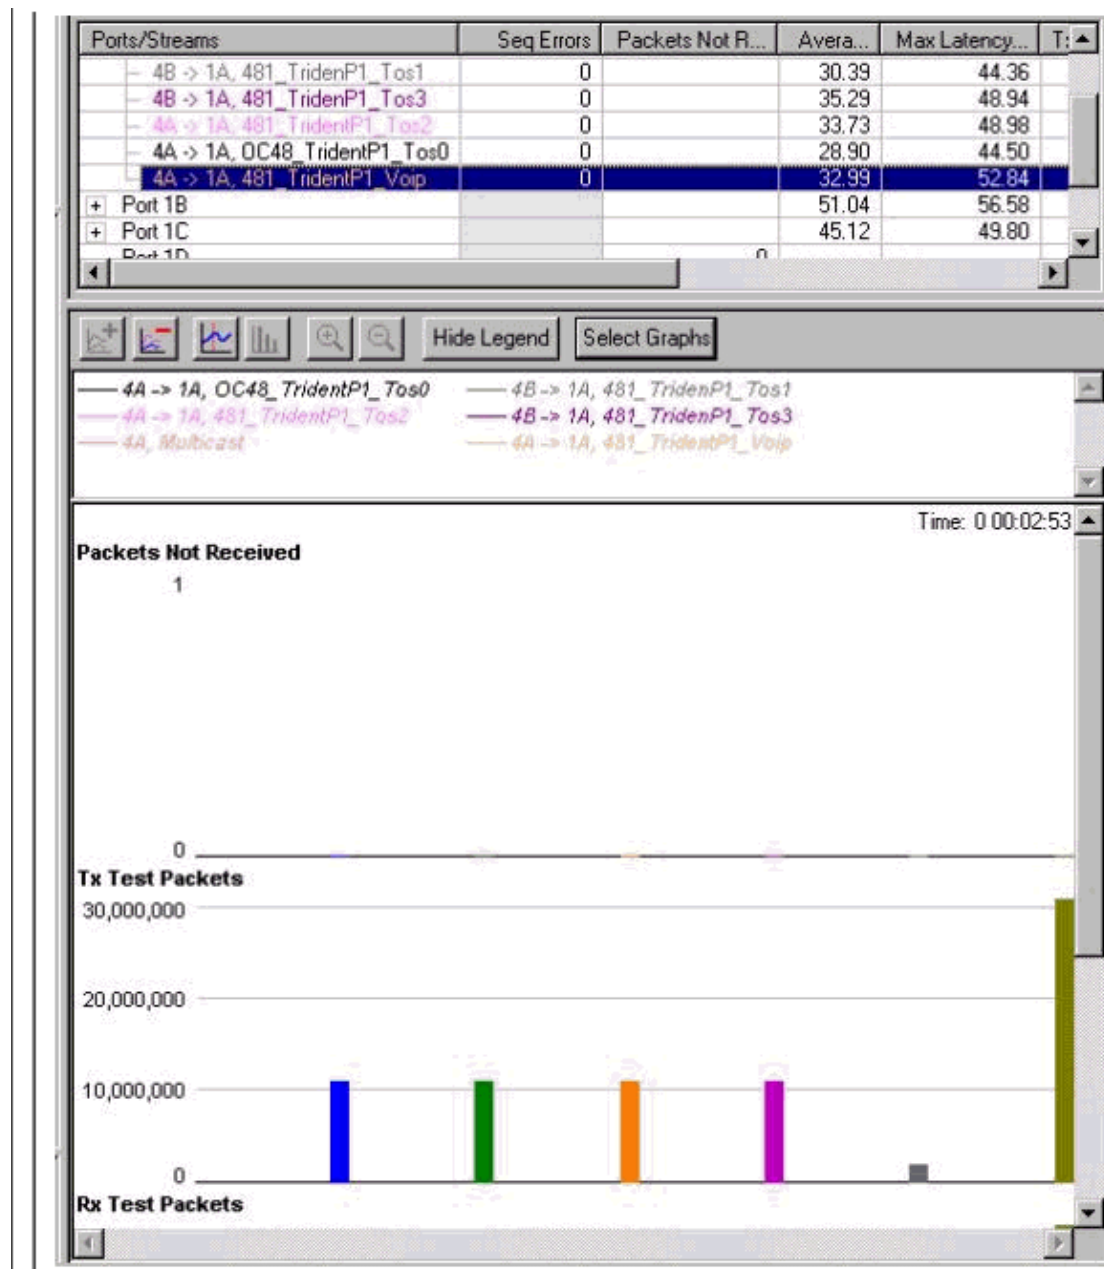 Ports/Streams Seq Errors Packets Not R... Avera... Max Latency... T:
4B -> 1A, 481_TridenP1_Tos1 0 30.39 44.36
4B -> 1A, 481_TridenP1_Tos3 0 35.29 48.94
4A -> 1A, 481_TridentP1_Tos2 0 33.73 48.98
4A -> 1A, OC48_TridentP1_Tos0 0 28.90 44.50
4A -> 1A, 481_TridentP1_Voip 0 32.99 52.84
+ Port 1B 51.04 56.58
+ Port 1C 45.12 49.80
Port 1D 0
Hide Legend Select Graphs
4A -> 1A, OC48_TridentP1_Tos0 4B -> 1A, 481_TridenP1_Tos1
4A -> 1A, 481_TridentP1_Tos2 4B -> 1A, 481_TridenP1_Tos3
4A, Multicast 4A -> 1A, 481_TridentP1_Voip
Time: 0 00:02:53
Packets Not Received
1
0
Tx Test Packets
30,000,000
20,000,000
10,000,000
0
Rx Test Packets